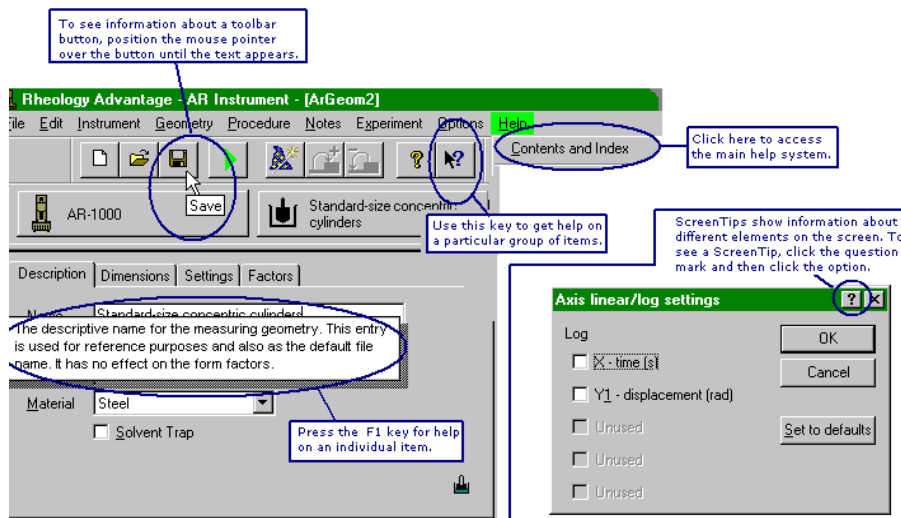 To see information about a toolbar
button, position the mouse pointer
over the button until the text appears.
Rheology Advantage - AR Instrument - [ArGeom2]
File Edit Instrument Geometry Procedure Notes Experiment Options Help
Contents and Index
Click here to access
the main help system.
Save
AR-1000
Standard-size concentric
cylinders
Use this key to get help on
a particular group of items.
ScreenTips show information about
different elements on the screen. To
see a ScreenTip, click the question
mark and then click the option.
Description Dimensions Settings Factors
Name Standard-size concentric cylinders
The descriptive name for the measuring geometry. This entry
is used for reference purposes and also as the default file
name. It has no effect on the form factors.
Material Steel
Solvent Trap
Press the F1 key for help
on an individual item.
Axis linear/log settings ? X
Log
X - time (s)
Y1 - displacement (rad)
Unused
Unused
Unused
OK
Cancel
Set to defaults